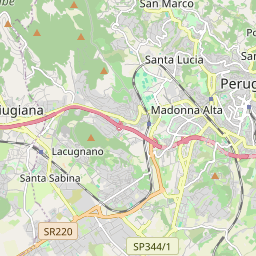 San Marco
Santa Lucia
Perug
iugiana
Madonna Alta
Lacugnano
Santa Sabina
SR220
SP344/1